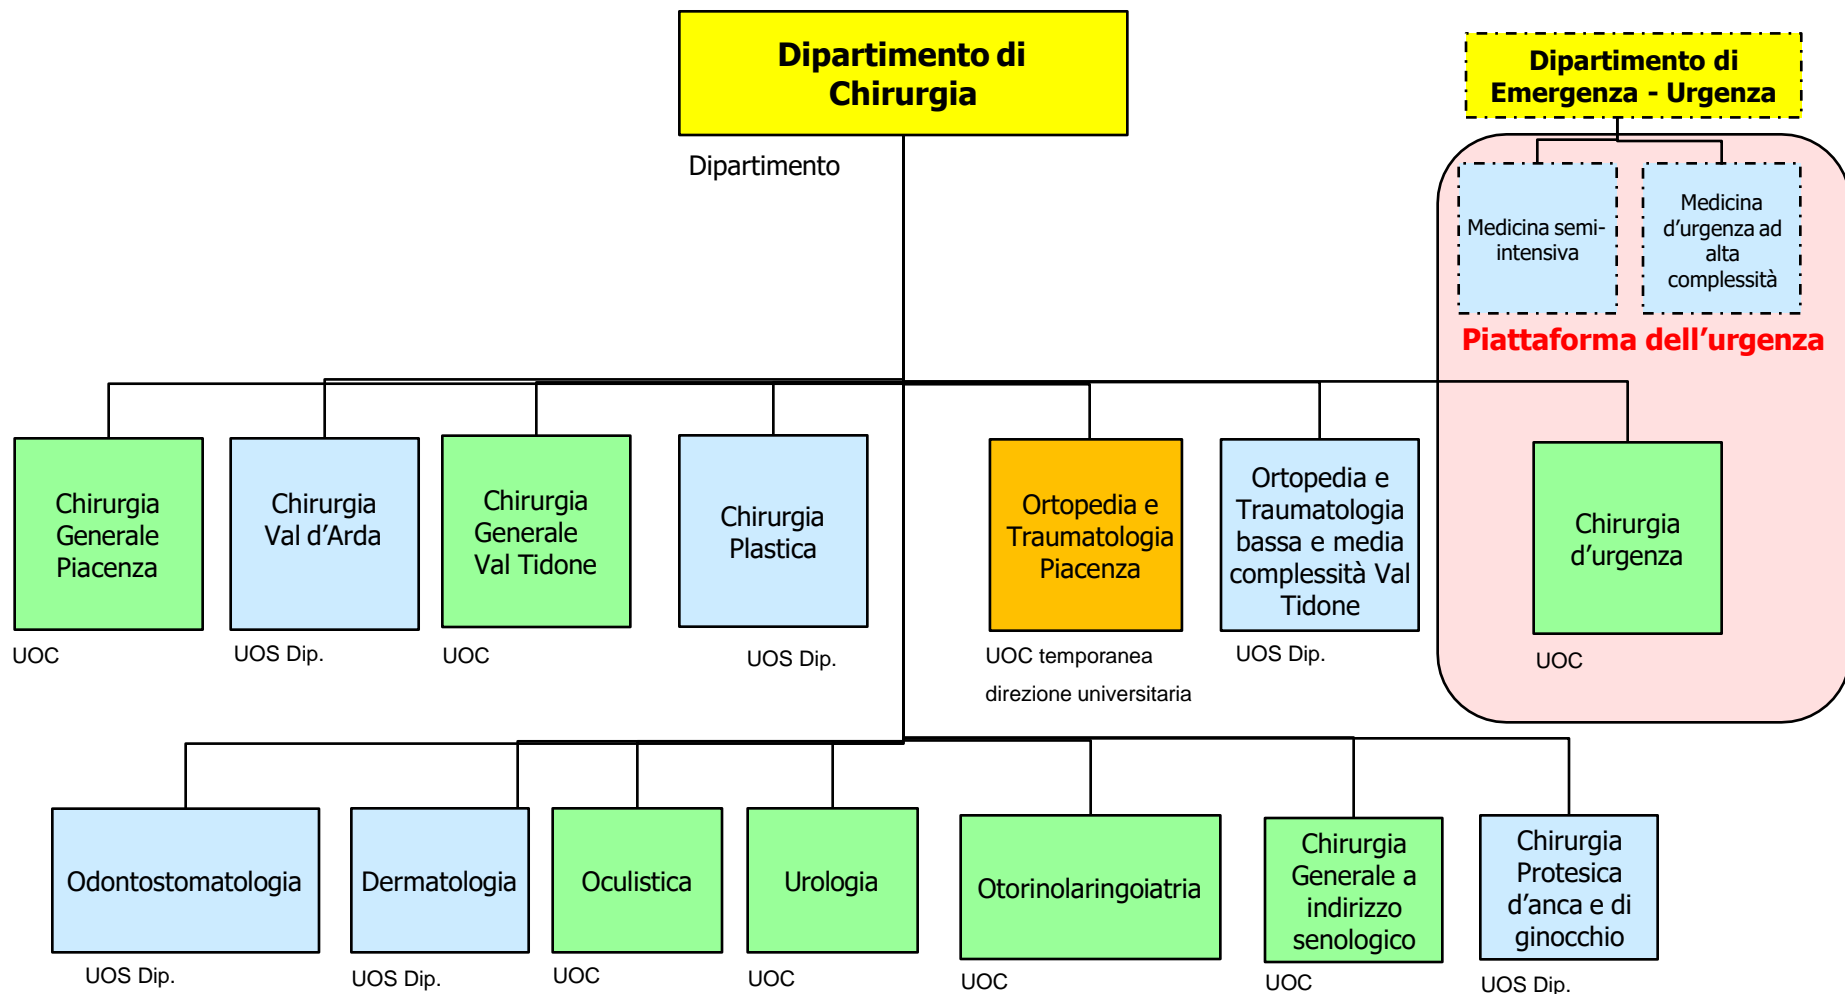 Dipartimento di
Chirurgia
Dipartimento
Dipartimento di
Emergenza - Urgenza
Medicina semi-
intensiva
Medicina
d’urgenza ad
alta
complessità
Piattaforma dell’urgenza
Chirurgia
Generale
Piacenza
UOC
Chirurgia
Val d’Arda
UOS Dip.
Chirurgia
Generale
Val Tidone
UOC
Chirurgia
Plastica
UOS Dip.
Ortopedia e
Traumatologia
Piacenza
UOC temporanea
direzione universitaria
Ortopedia e
Traumatologia
bassa e media
complessità Val
Tidone
UOS Dip.
Chirurgia
d’urgenza
UOC
Odontostomatologia
UOS Dip.
Dermatologia
UOS Dip.
Oculistica
UOC
Urologia
UOC
Otorinolaringoiatria
UOC
Chirurgia
Generale a
indirizzo
senologico
UOC
Chirurgia
Protesica
d’anca e di
ginocchio
UOS Dip.